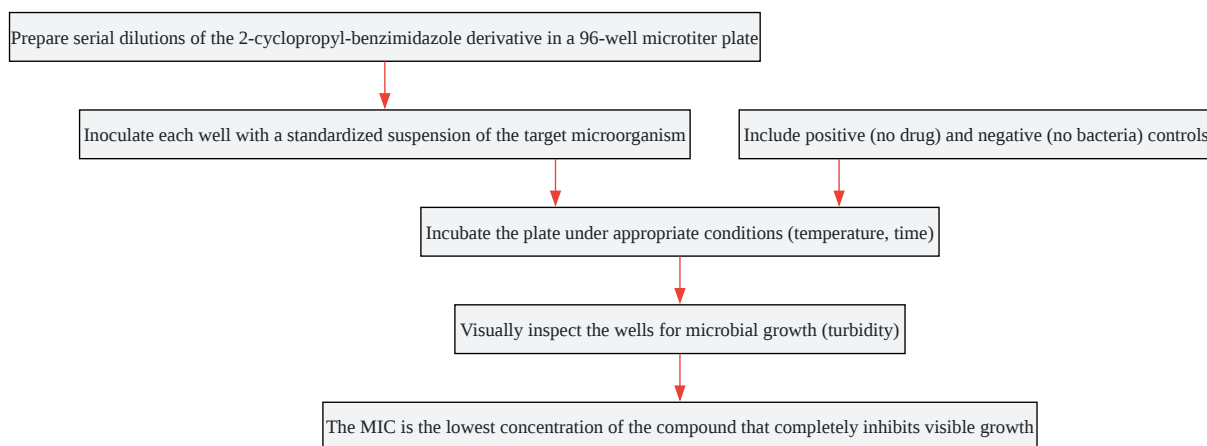 Prepare serial dilutions of the 2-cyclopropyl-benzimidazole derivative in a 96-well microtiter plate
Inoculate each well with a standardized suspension of the target microorganism
Include positive (no drug) and negative (no bacteria) controls
Incubate the plate under appropriate conditions (temperature, time)
Visually inspect the wells for microbial growth (turbidity)
The MIC is the lowest concentration of the compound that completely inhibits visible growth